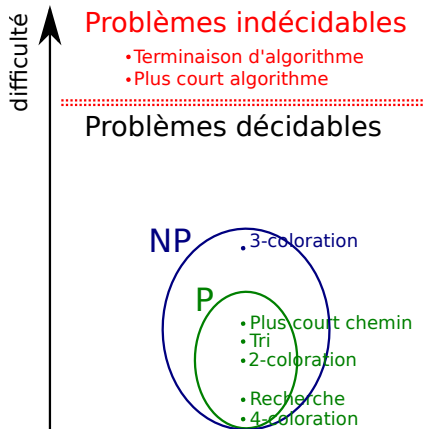 difficulté
Problèmes indécidables
•Terminaison d'algorithme
•Plus court algorithme
Problèmes décidables
NP
•3-coloration
P
•Plus court chemin
•Tri
•2-coloration
•Recherche
•4-coloration